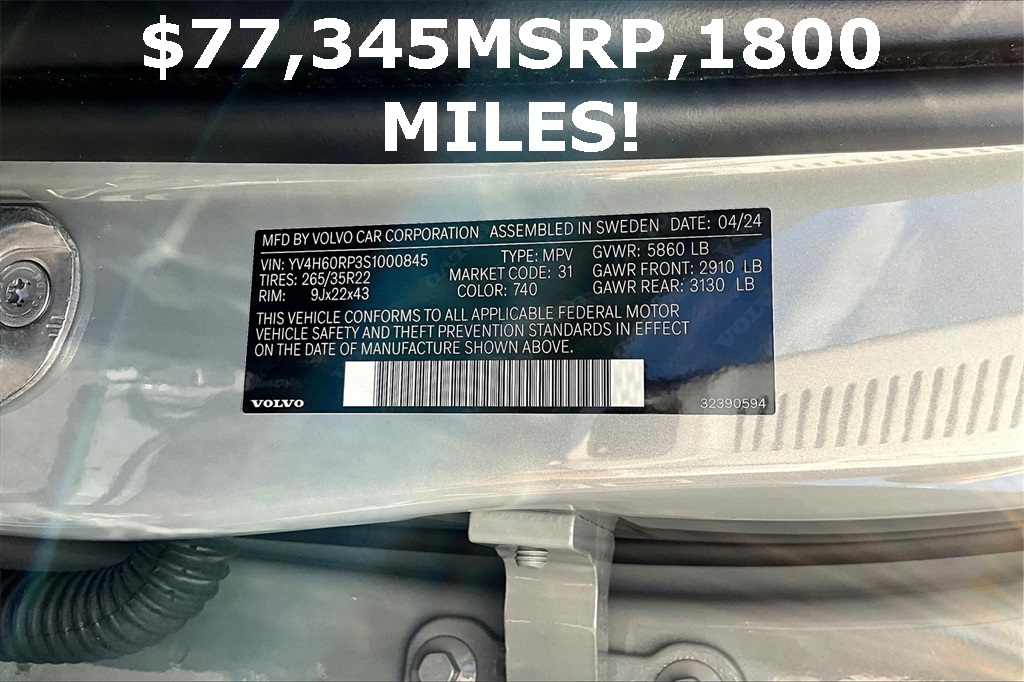 $77,345MSRP,1800
MILES!
MFD BY VOLVO CAR CORPORATION ASSEMBLED IN SWEDEN DATE: 04/24
VIN: YV4H60RP3S1000845 TYPE: MPV GVWR: 5860 LB
TIRES: 265/35R22 MARKET CODE: 31 GAWR FRONT: 2910 LB
RIM: 9Jx22x43 COLOR: 740 GAWR REAR: 3130 LB
THIS VEHICLE CONFORMS TO ALL APPLICABLE FEDERAL MOTOR
VEHICLE SAFETY AND THEFT PREVENTION STANDARDS IN EFFECT
ON THE DATE OF MANUFACTURE SHOWN ABOVE.
VOLVO 32390594